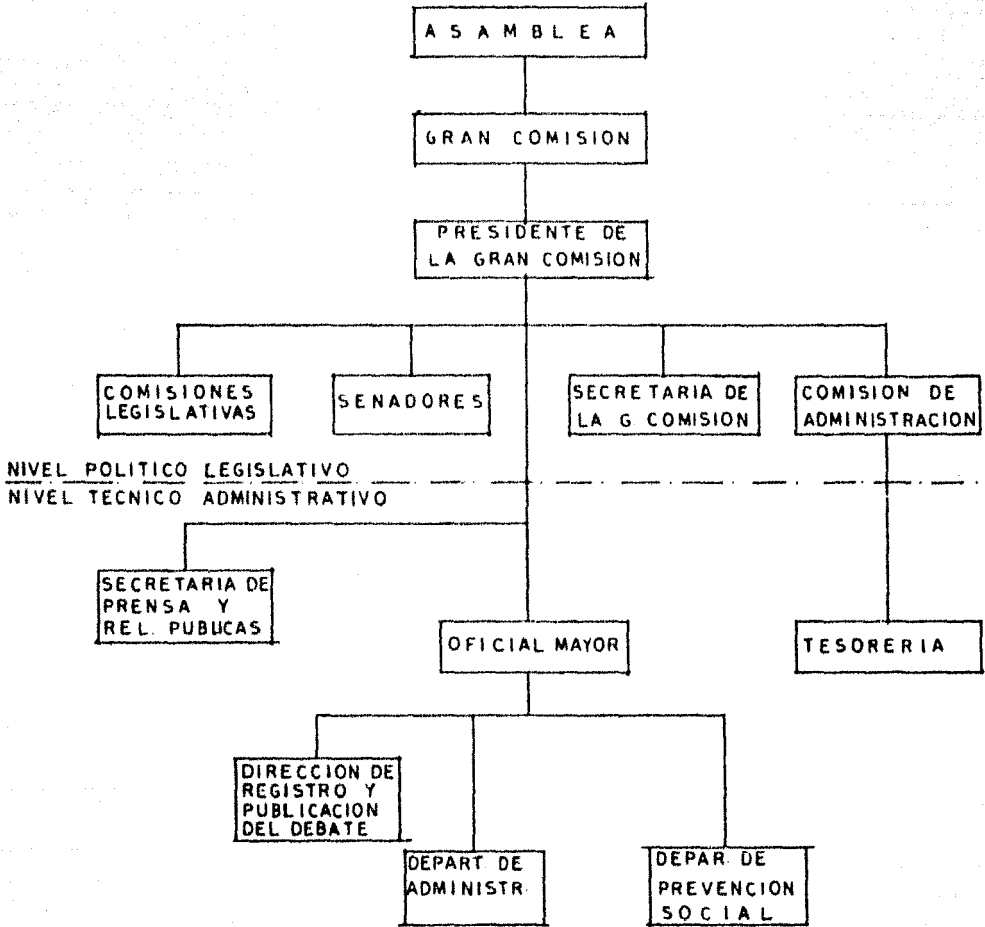 ASAMBLEA
GRAN COMISION
PRESIDENTE DE
LA GRAN COMISION
COMISIONES
LEGISLATIVAS
SENADORES
SECRETARIA DE
LA G. COMISION
COMISION DE
ADMINISTRACION
NIVEL POLITICO LEGISLATIVO
NIVEL TECNICO ADMINISTRATIVO
SECRETARIA DE
PRENSA Y
REL. PUBLICAS
OFICIAL MAYOR
TESORERIA
DIRECCION DE
REGISTRO Y
PUBLICACION
DEL DEBATE
DEPART. DE
ADMINISTR.
DEPAR. DE
PREVENCION
SOCIAL